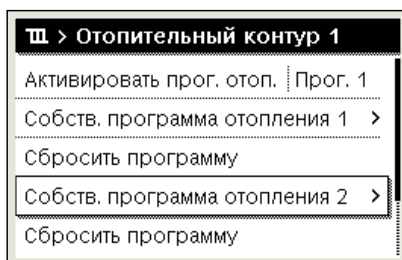 > Отопительный контур 1
Активировать прог. отоп. Прог. 1
Собств. программа отопления 1 >
Сбросить программу
Собств. программа отопления 2 >
Сбросить программу